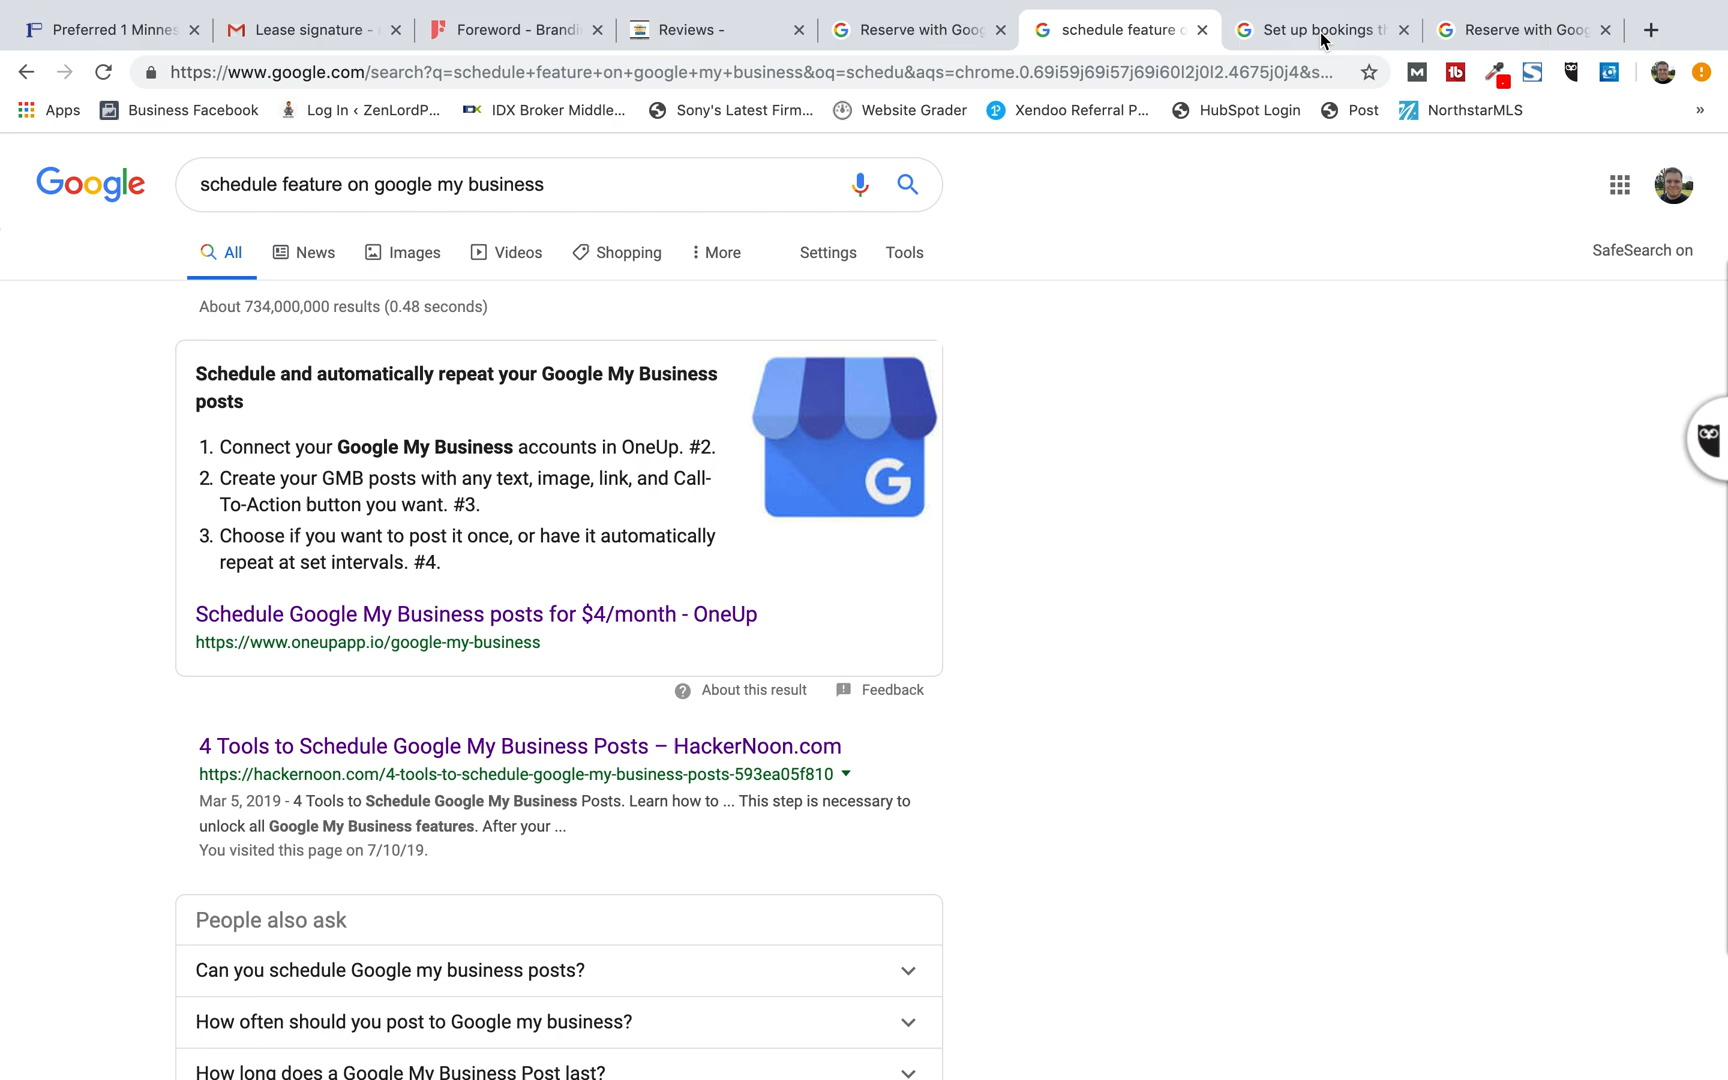 Preferred 1 Minnes
Lease signature -
Foreword - Brandi
Reviews -
Reserve with Goog
schedule feature o
Set up bookings th
Reserve with Goog
https://www.google.com/search?q=schedule+feature+on+google+my+business&oq=schedu&aqs=chrome.0.69i59j69i57j69i60l2j0l2.4675j0j4&s...
Apps
Business Facebook
Log In ‹ ZenLordP...
IDX Broker Middle...
Sony's Latest Firm...
Website Grader
Xendoo Referral P...
HubSpot Login
Post
NorthstarMLS
»
Google
schedule feature on google my business
All
News
Images
Videos
Shopping
More
Settings
Tools
SafeSearch on
About 734,000,000 results (0.48 seconds)
Schedule and automatically repeat your Google My Business
posts
1. Connect your Google My Business accounts in OneUp. #2.
2. Create your GMB posts with any text, image, link, and Call-
To-Action button you want. #3.
3. Choose if you want to post it once, or have it automatically
repeat at set intervals. #4.
G
Schedule Google My Business posts for $4/month - OneUp
https://www.oneupapp.io/google-my-business
About this result
Feedback
4 Tools to Schedule Google My Business Posts – HackerNoon.com
https://hackernoon.com/4-tools-to-schedule-google-my-business-posts-593ea05f810
Mar 5, 2019 - 4 Tools to Schedule Google My Business Posts. Learn how to ... This step is necessary to
unlock all Google My Business features. After your ...
You visited this page on 7/10/19.
People also ask
Can you schedule Google my business posts?
How often should you post to Google my business?
How long does a Google My Business Post last?